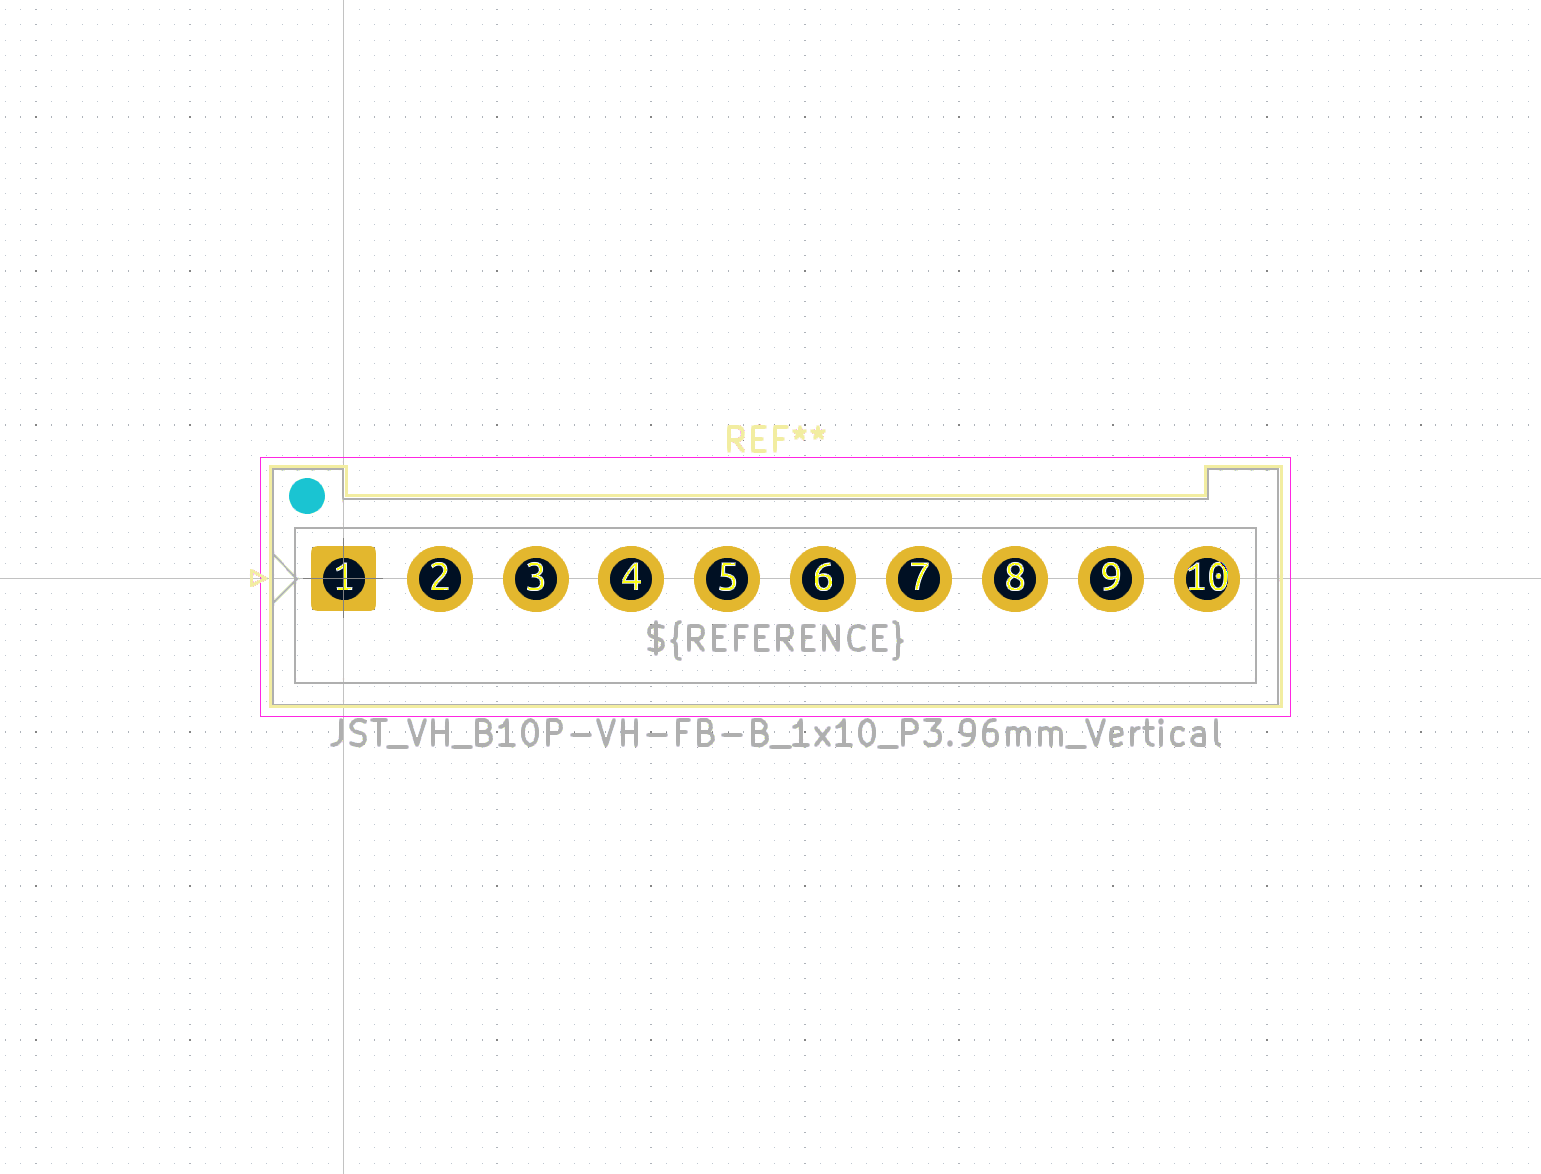 REF**
1 2 3 4 5 6 7 8 9 10
${REFERENCE}
JST_VH_B10P-VH-FB-B_1x10_P3.96mm_Vertical